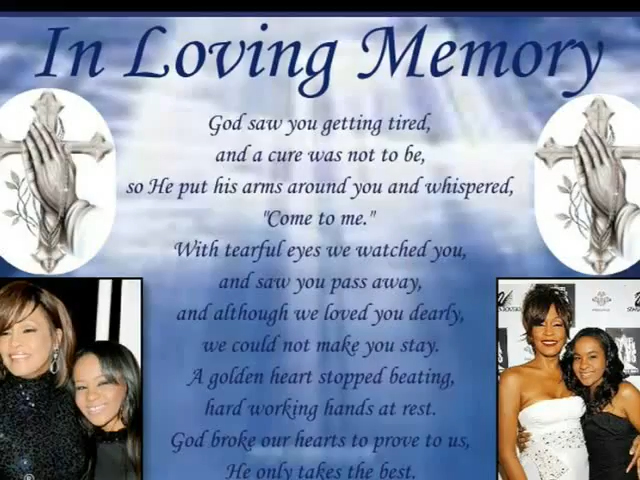 In Loving Memory
God saw you getting tired,
and a cure was not to be,
so He put his arms around you and whispered,
"Come to me."
With tearful eyes we watched you,
and saw you pass away,
and although we loved you dearly,
we could not make you stay.
A golden heart stopped beating,
hard working hands at rest.
God broke our hearts to prove to us,
He only takes the best.